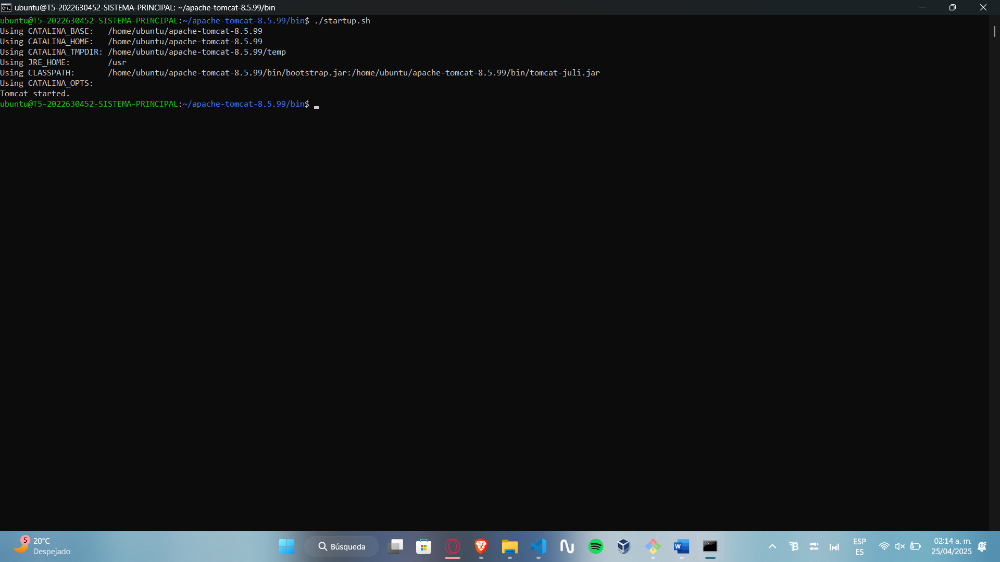 ubuntu@T5-2022630452-SISTEMA-PRINCIPAL: ~/apache-tomcat-8.5.99/bin
ubuntu@T5-2022630452-SISTEMA-PRINCIPAL:~/apache-tomcat-8.5.99/bin$ ./startup.sh
Using CATALINA_BASE:   /home/ubuntu/apache-tomcat-8.5.99
Using CATALINA_HOME:   /home/ubuntu/apache-tomcat-8.5.99
Using CATALINA_TMPDIR: /home/ubuntu/apache-tomcat-8.5.99/temp
Using JRE_HOME:        /usr
Using CLASSPATH:       /home/ubuntu/apache-tomcat-8.5.99/bin/bootstrap.jar:/home/ubuntu/apache-tomcat-8.5.99/bin/tomcat-juli.jar
Using CATALINA_OPTS:
Tomcat started.
ubuntu@T5-2022630452-SISTEMA-PRINCIPAL:~/apache-tomcat-8.5.99/bin$
5
20°C
Despejado
Búsqueda
ESP
ES
02:14 a. m.
25/04/2025